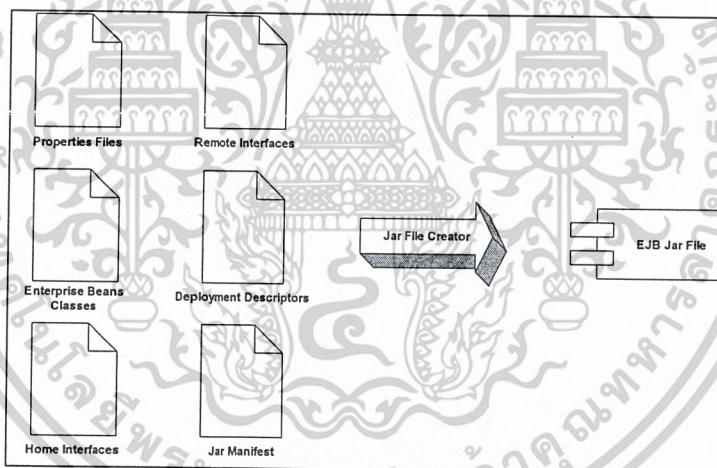 Properties Files
Remote Interfaces
Enterprise Beans
Classes
Deployment Descriptors
Jar File Creator
EJB Jar File
Home Interfaces
Jar Manifest